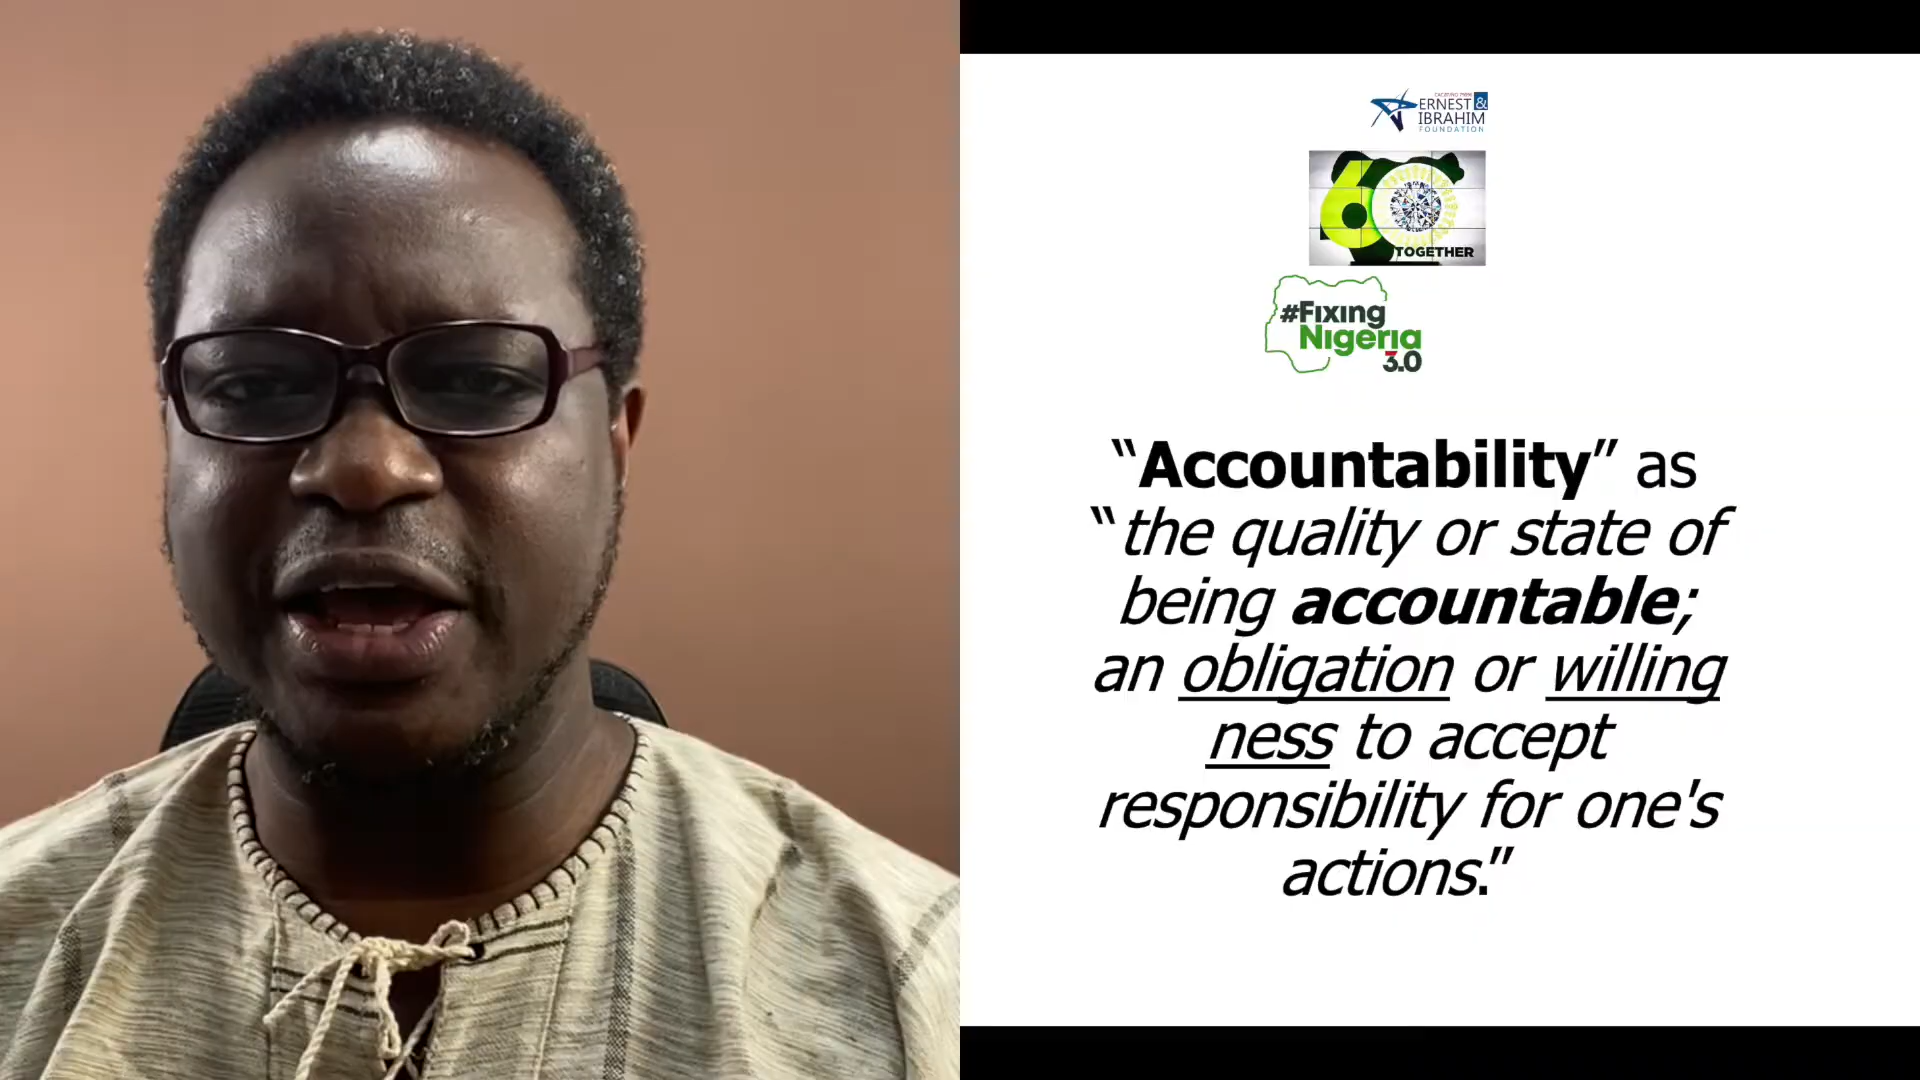 ERNEST &
IBRAHIM
FOUNDATION
60
TOGETHER
#Fixing
Nigeria
3.0
“Accountability” as
“the quality or state of
being accountable;
an obligation or willing
ness to accept
responsibility for one's
actions.”